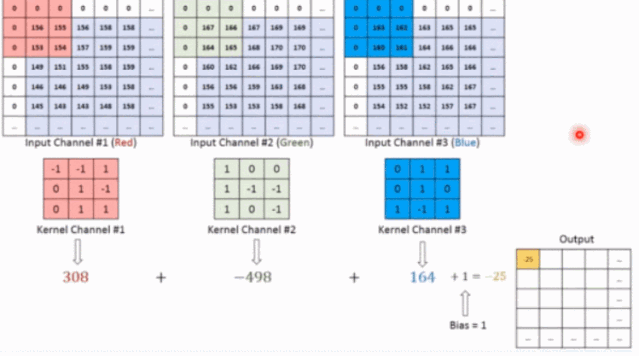 0 0 0 0 0 0 ... 0 0 0 0 0 0 ... 0 0 0 0 0 0 ...
0 156 155 156 158 158 ... 0 167 166 167 169 169 ... 0 163 162 163 165 165 ...
0 153 154 157 159 159 ... 0 164 165 168 170 170 ... 0 160 161 164 166 166 ...
0 149 151 155 158 159 ... 0 160 162 166 169 170 ... 0 156 158 162 165 166 ...
0 146 146 149 153 158 ... 0 156 156 159 163 168 ... 0 155 155 158 162 167 ...
0 145 143 143 148 158 ... 0 155 153 153 158 168 ... 0 154 152 152 157 167 ...
... ... ... ... ... ... ... ... ... ... ... ... ... ... ... ... ... ... ... ... ...
Input Channel #1 (Red) Input Channel #2 (Green) Input Channel #3 (Blue)
-1 -1 1 1 0 0 0 1 1
0 1 -1 1 -1 -1 0 1 0
0 1 1 1 0 -1 1 -1 1
Kernel Channel #1 Kernel Channel #2 Kernel Channel #3
308 + −498 + 164 + 1 = −25
Bias = 1
Output
-25 ...
...
...
...
... ... ... ... ...